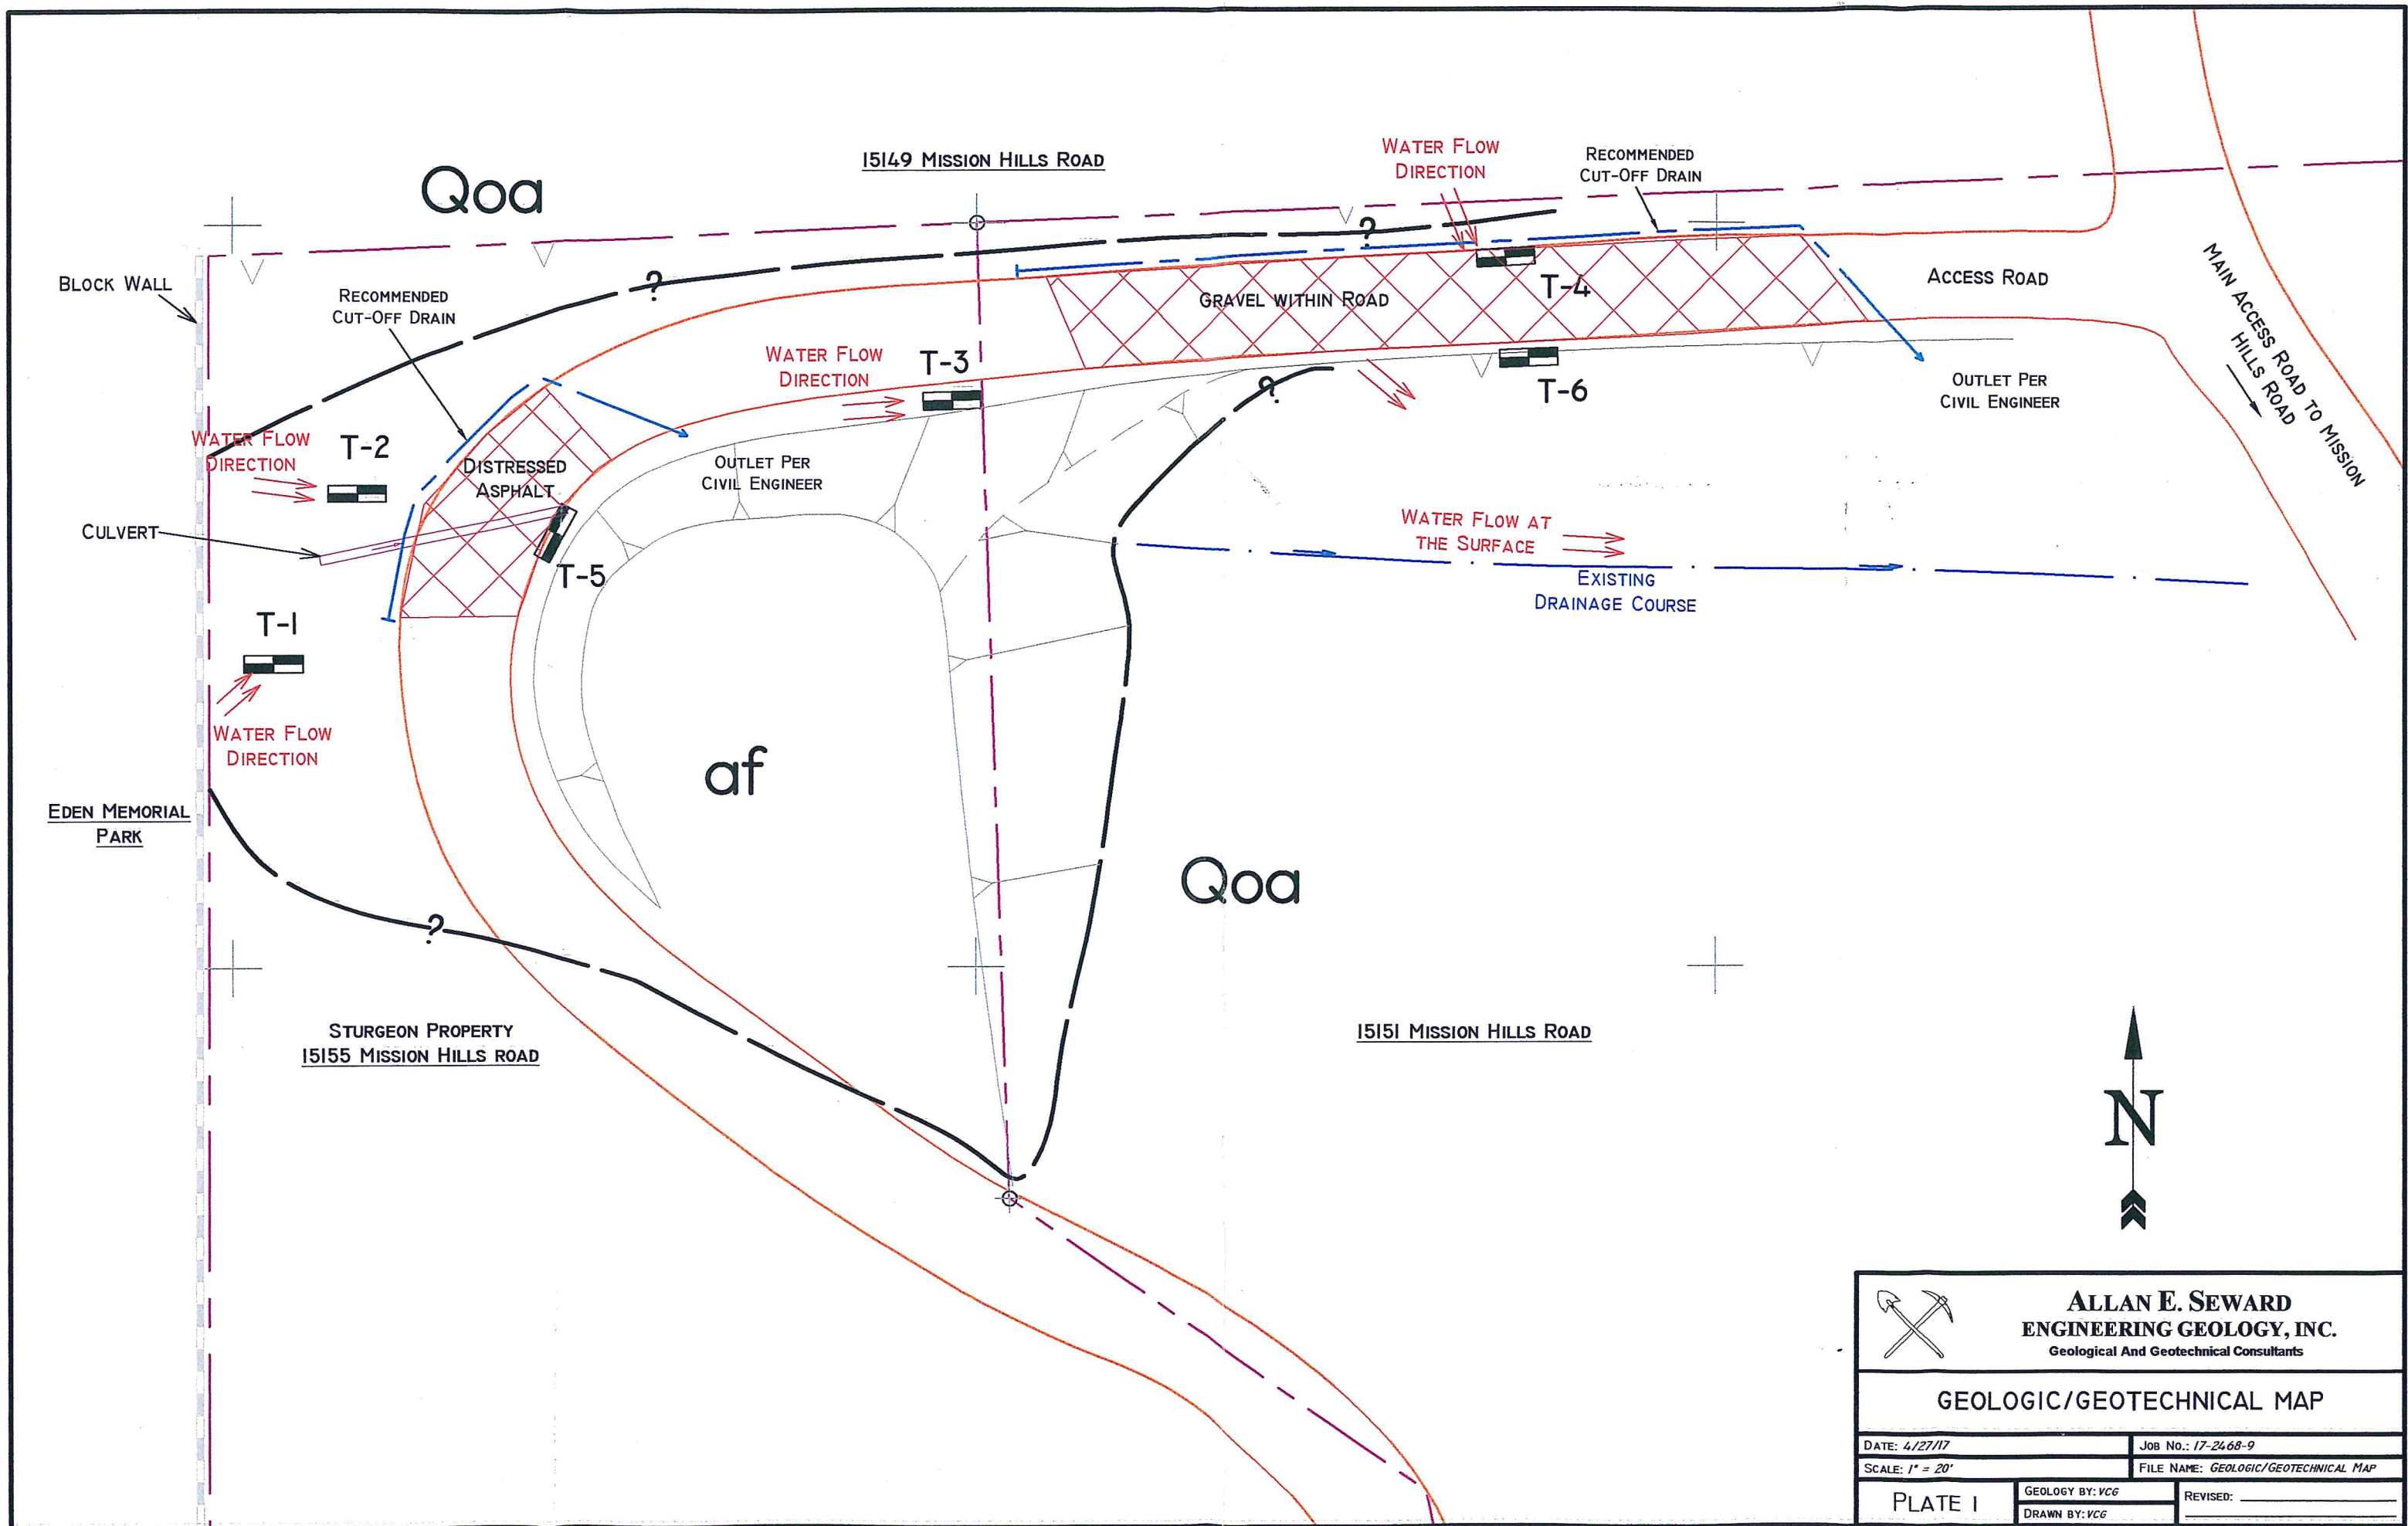 15149 Mission Hills Road
Water Flow
Direction
Recommended
Cut-Off Drain
Qoa
Block Wall
Recommended
Cut-Off Drain
?
?
Gravel within Road
T-4
Access Road
Main Access Road to Mission
Hills Road
Water Flow
Direction
T-3
?
T-6
Outlet Per
Civil Engineer
Water Flow
Direction
T-2
Distressed
Asphalt
Outlet Per
Civil Engineer
Culvert
T-5
Water Flow at
the Surface
Existing
Drainage Course
T-1
Water Flow
Direction
af
Eden Memorial
Park
Qoa
?
Sturgeon Property
15155 Mission Hills Road
15151 Mission Hills Road
N
Allan E. Seward
Engineering Geology, Inc.
Geological And Geotechnical Consultants
GEOLOGIC/GEOTECHNICAL MAP
Date: 4/27/17
Job No.: 17-2468-9
Scale: 1" = 20'
File Name: Geologic/Geotechnical Map
Plate 1
Geology by: VCG
Drawn by: VCG
Revised: